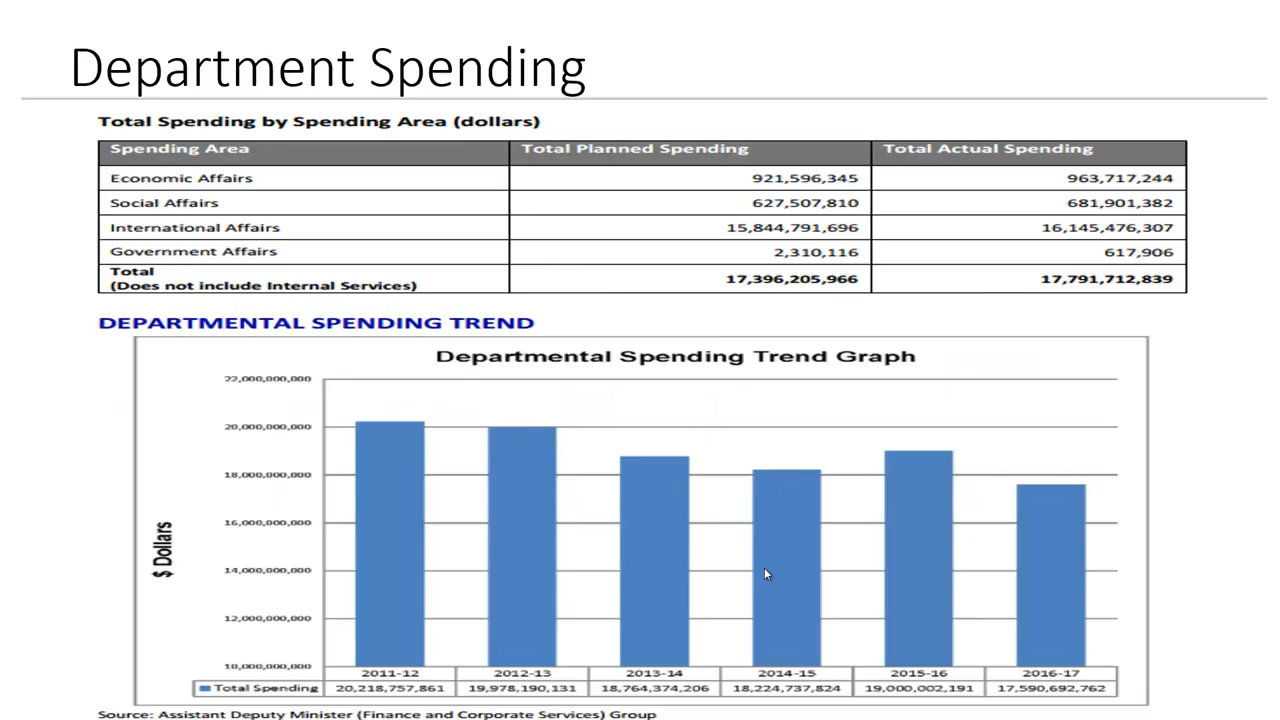 Department Spending
Total Spending by Spending Area (dollars)
Spending Area Total Planned Spending Total Actual Spending
Economic Affairs 921,596,345 963,717,244
Social Affairs 627,507,810 681,901,382
International Affairs 15,844,791,696 16,145,476,307
Government Affairs 2,310,116 617,906
Total
(Does not include Internal Services) 17,396,205,966 17,791,712,839
DEPARTMENTAL SPENDING TREND
Departmental Spending Trend Graph
22,000,000,000
20,000,000,000
18,000,000,000
16,000,000,000
14,000,000,000
12,000,000,000
10,000,000,000
$ Dollars
2011-12 2012-13 2013-14 2014-15 2015-16 2016-17
Total Spending 20,218,757,861 19,978,190,131 18,764,374,206 18,224,737,824 19,000,002,191 17,590,692,762
Source: Assistant Deputy Minister (Finance and Corporate Services) Group